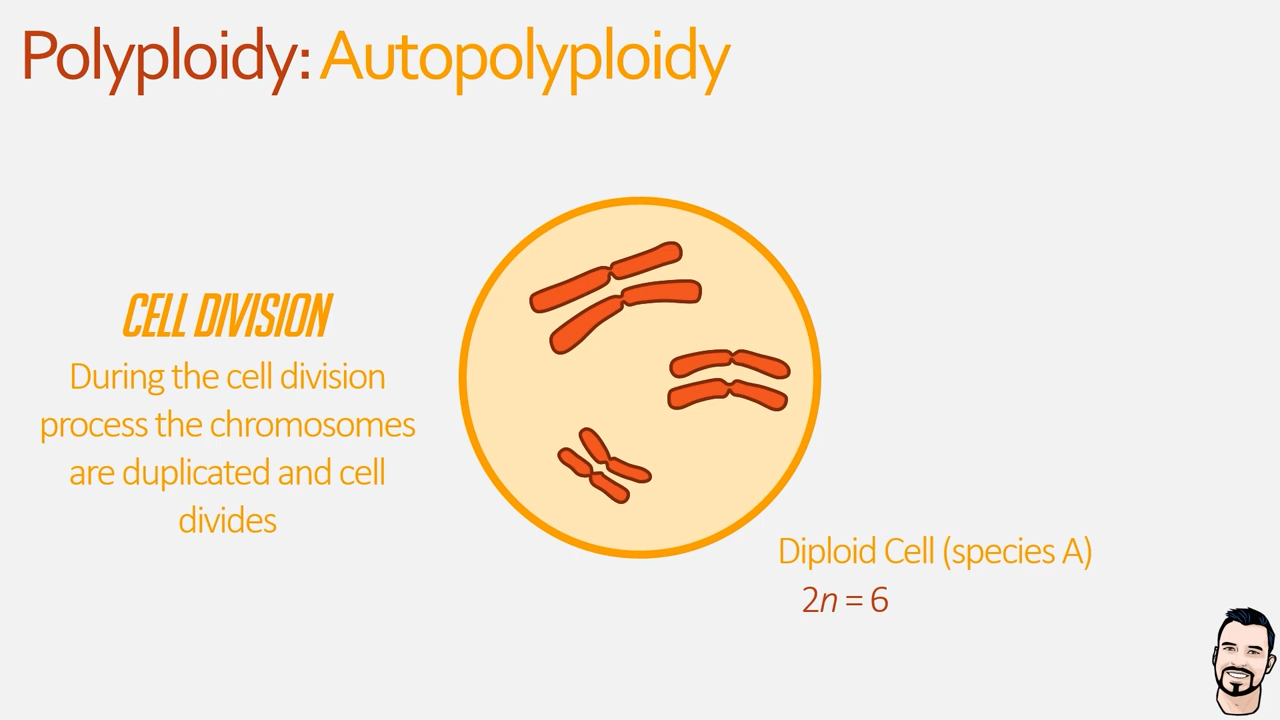 Polyploidy: Autopolyploidy
CELL DIVISION
During the cell division
process the chromosomes
are duplicated and cell
divides
Diploid Cell (species A)
2n = 6